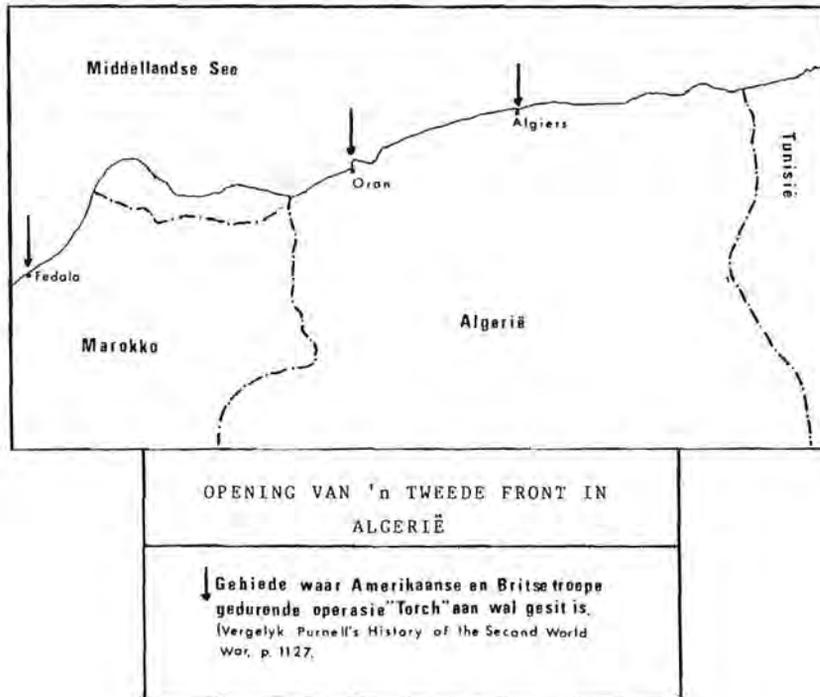 Middellandse See
Algiers
Tunisië
Oran
Fedala
Algerië
Marokko
OPENING VAN 'n TWEEDE FRONT IN
ALGERIË
Gebiede waar Amerikaanse en Britse troepe
gedurende operasie "Torch" aan wal gesit is.
(Vergelyk Purnell's History of the Second World
War, p. 1127.